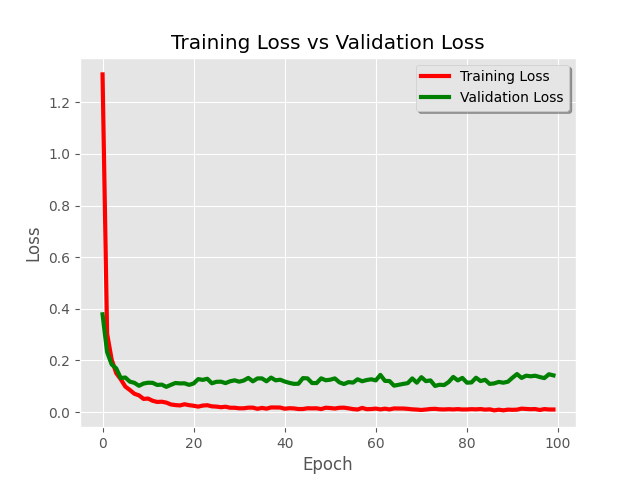 Training Loss vs Validation Loss
Training Loss
Validation Loss
1.2
1.0
0.8
0.6
0.4
0.2
0.0
Loss
0 20 40 60 80 100
Epoch